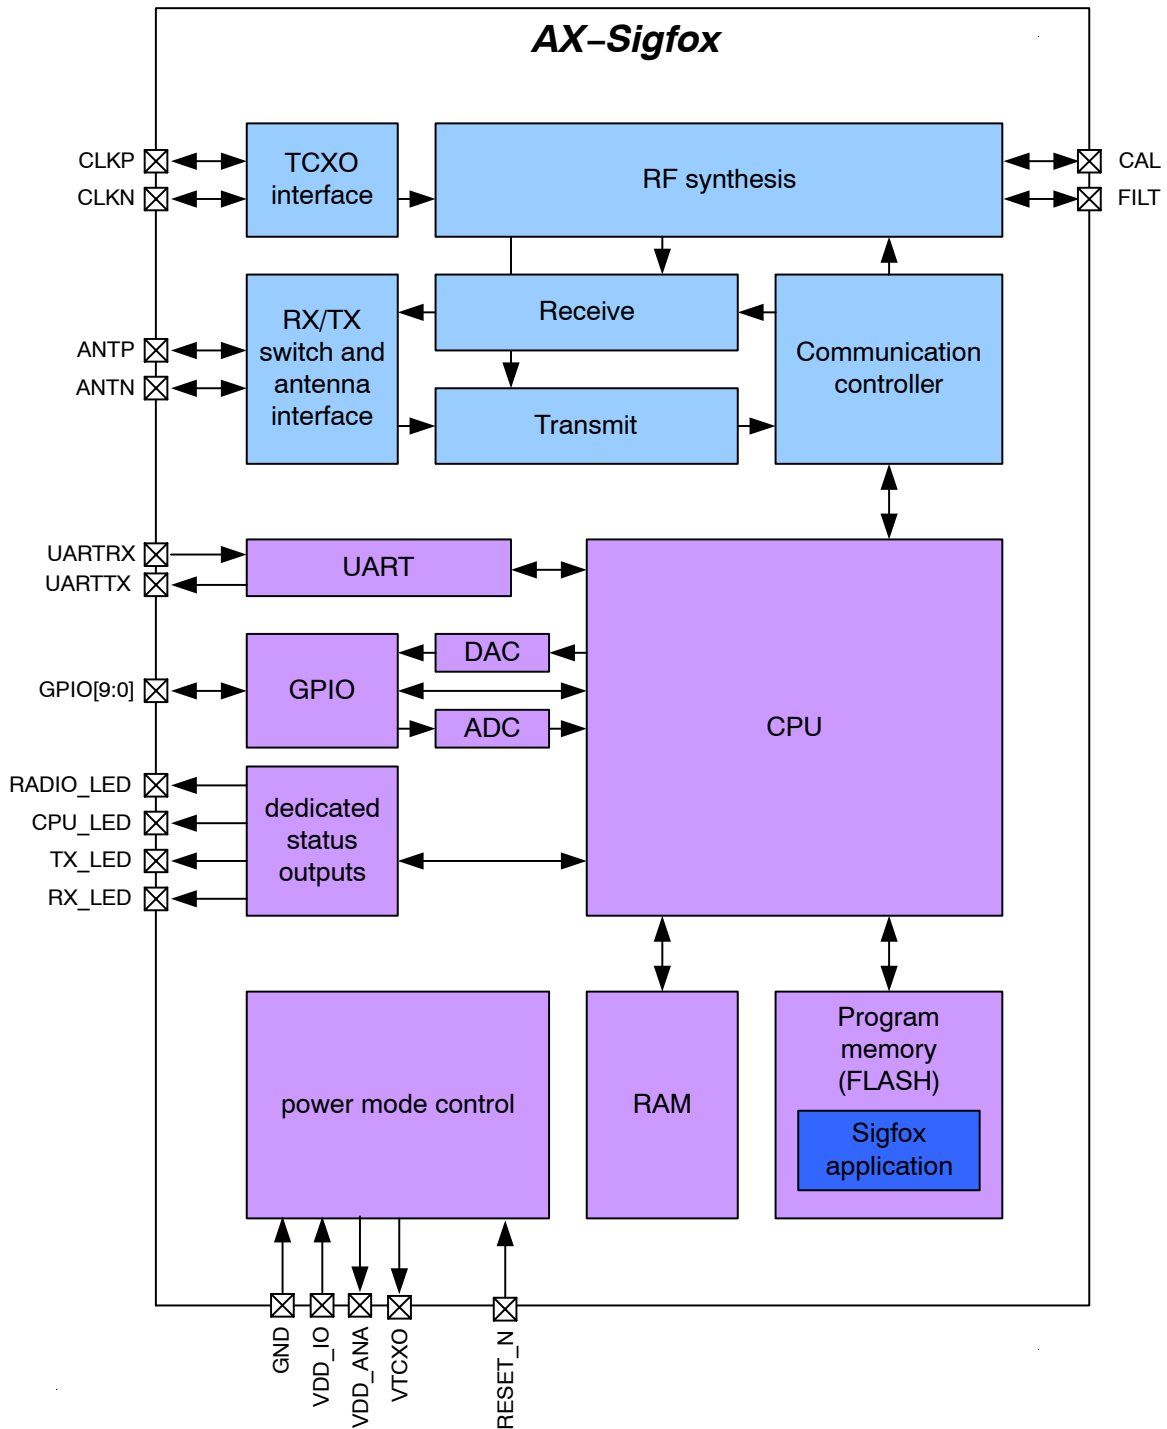 AX–Sigfox
CLKP
CLKN
TCXO
interface
RF synthesis
CAL
FILT
ANTP
ANTN
RX/TX
switch and
antenna
interface
Receive
Transmit
Communication
controller
UARTRX
UARTTX
UART
GPIO[9:0]
GPIO
DAC
ADC
CPU
RADIO_LED
CPU_LED
TX_LED
RX_LED
dedicated
status
outputs
power mode control
RAM
Program
memory
(FLASH)
Sigfox
application
GND
VDD_IO
VDD_ANA
VTCXO
RESET_N